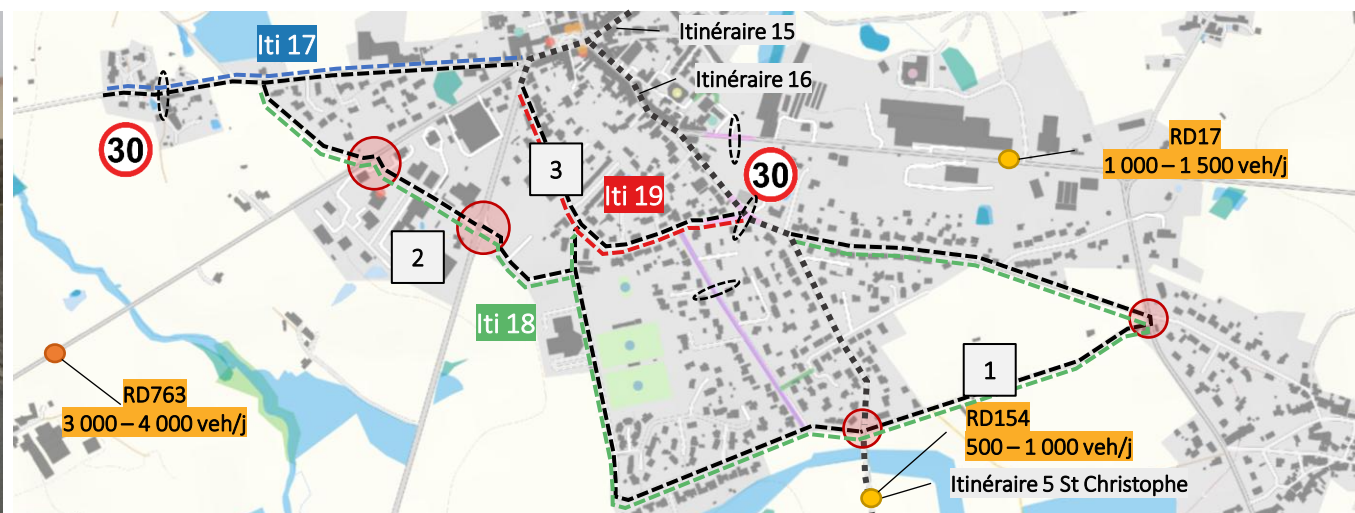 Itinéraire 15
Iti 17
Itinéraire 16
30
RD17
1 000 – 1 500 veh/j
3
30
Iti 19
2
Iti 18
1
RD763
3 000 – 4 000 veh/j
RD154
500 – 1 000 veh/j
Itinéraire 5 St Christophe